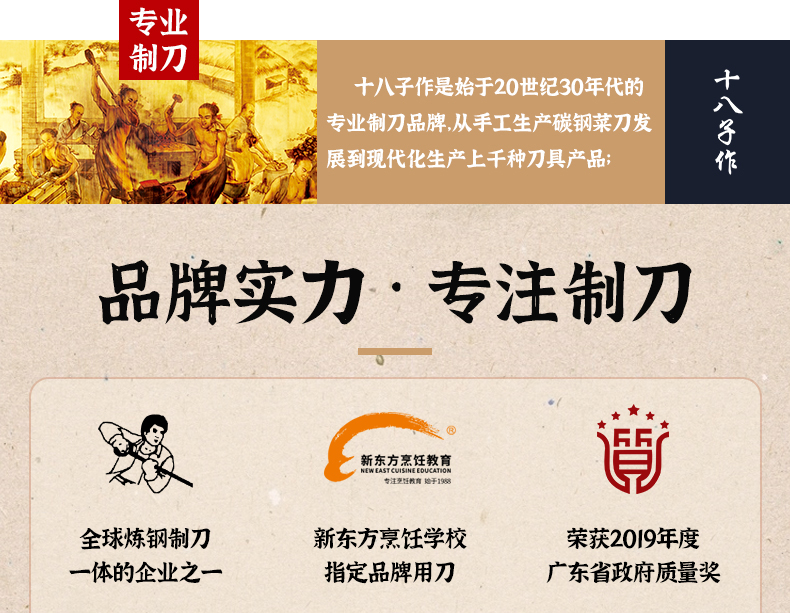 专业
制刀
十八子作是始于20世纪30年代的
专业制刀品牌,从手工生产碳钢菜刀发
展到现代化生产上千种刀具产品;
十八子作
品牌实力·专注制刀
新东方烹饪教育®
NEW EAST CUISINE EDUCATION
专注烹饪教育 始于1988
質
全球炼钢制刀
一体的企业之一
新东方烹饪学校
指定品牌用刀
荣获2019年度
广东省政府质量奖